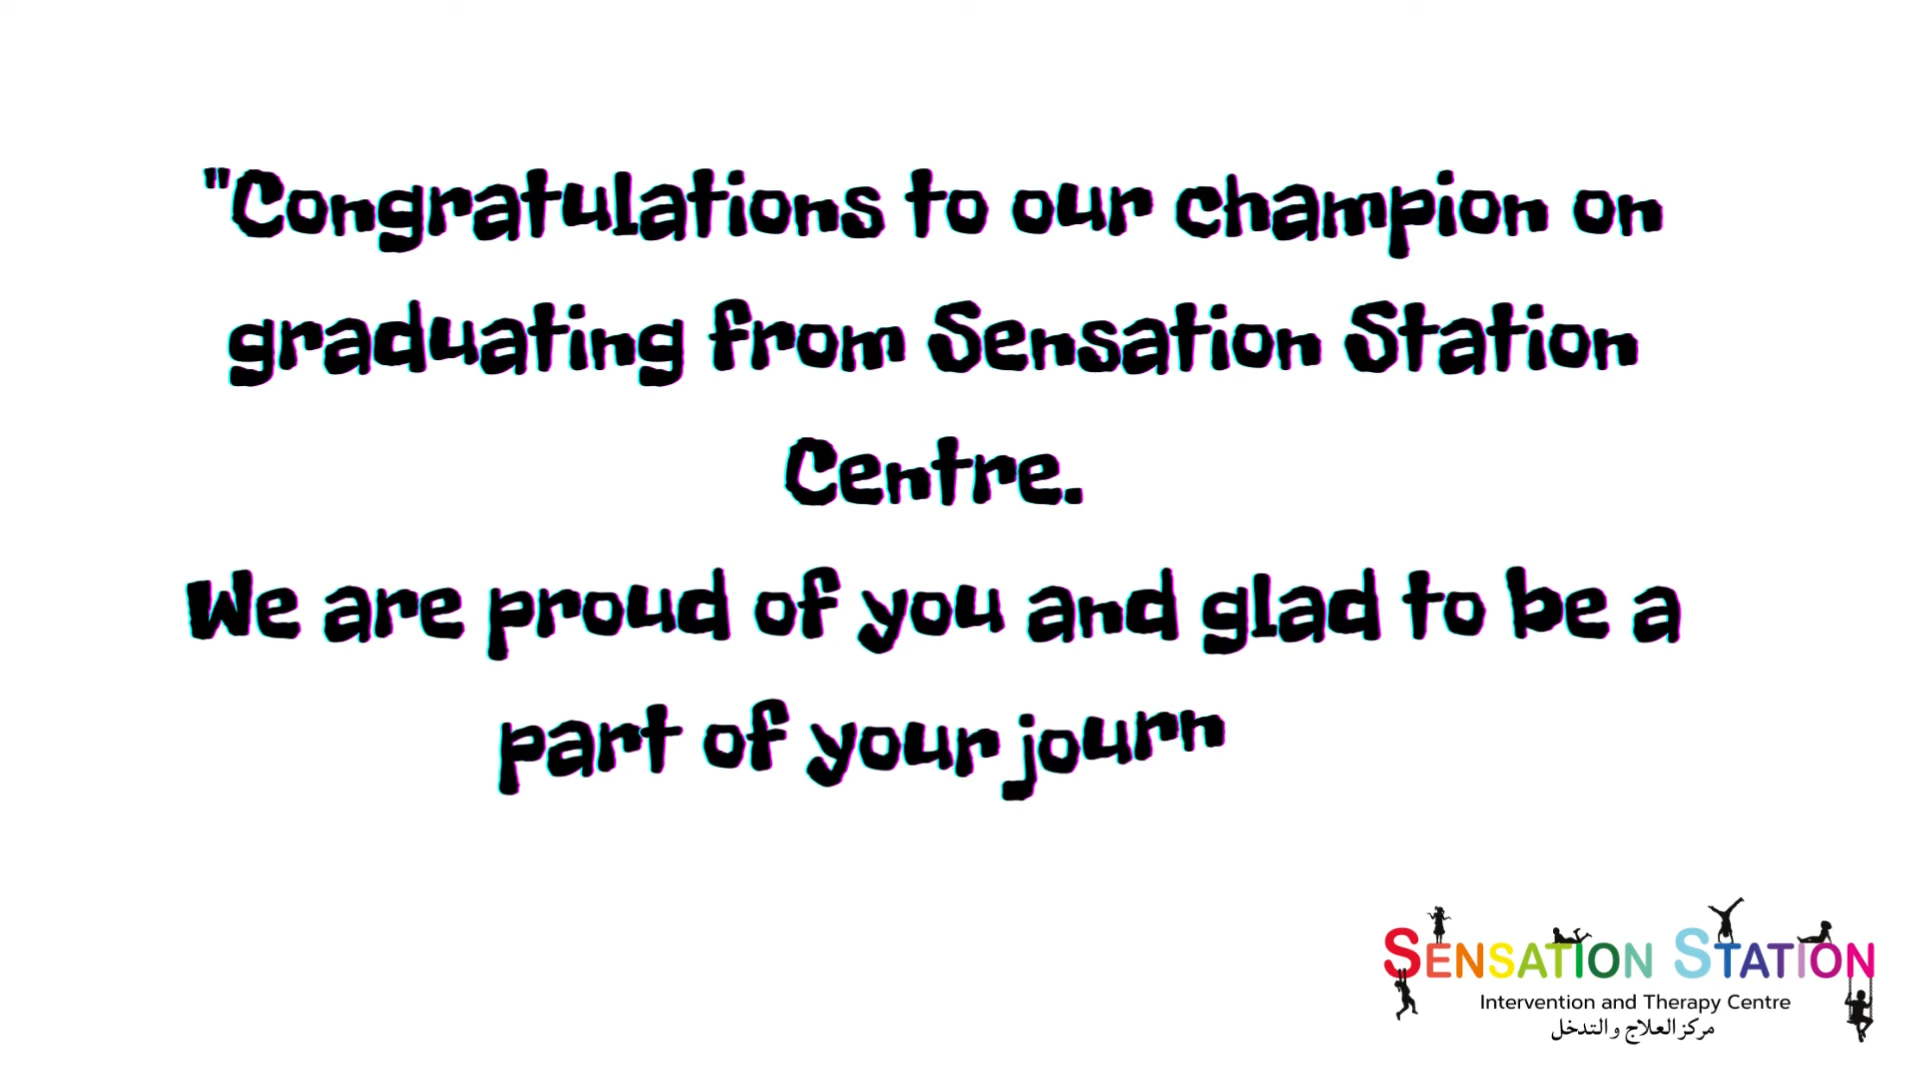 "Congratulations to our champion on
graduating from Sensation Station
Centre.
We are proud of you and glad to be a
part of your journ
SENSATION STATION
Intervention and Therapy Centre
مركز العلاج والتدخل